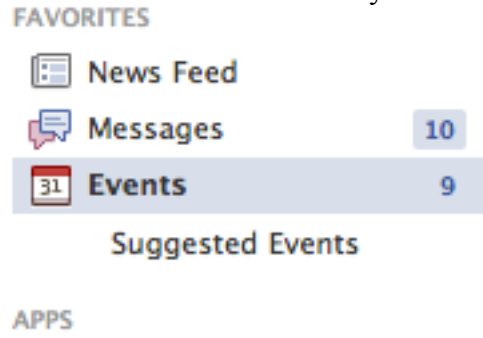 FAVORITES
News Feed
Messages 10
31 Events 9
Suggested Events
APPS